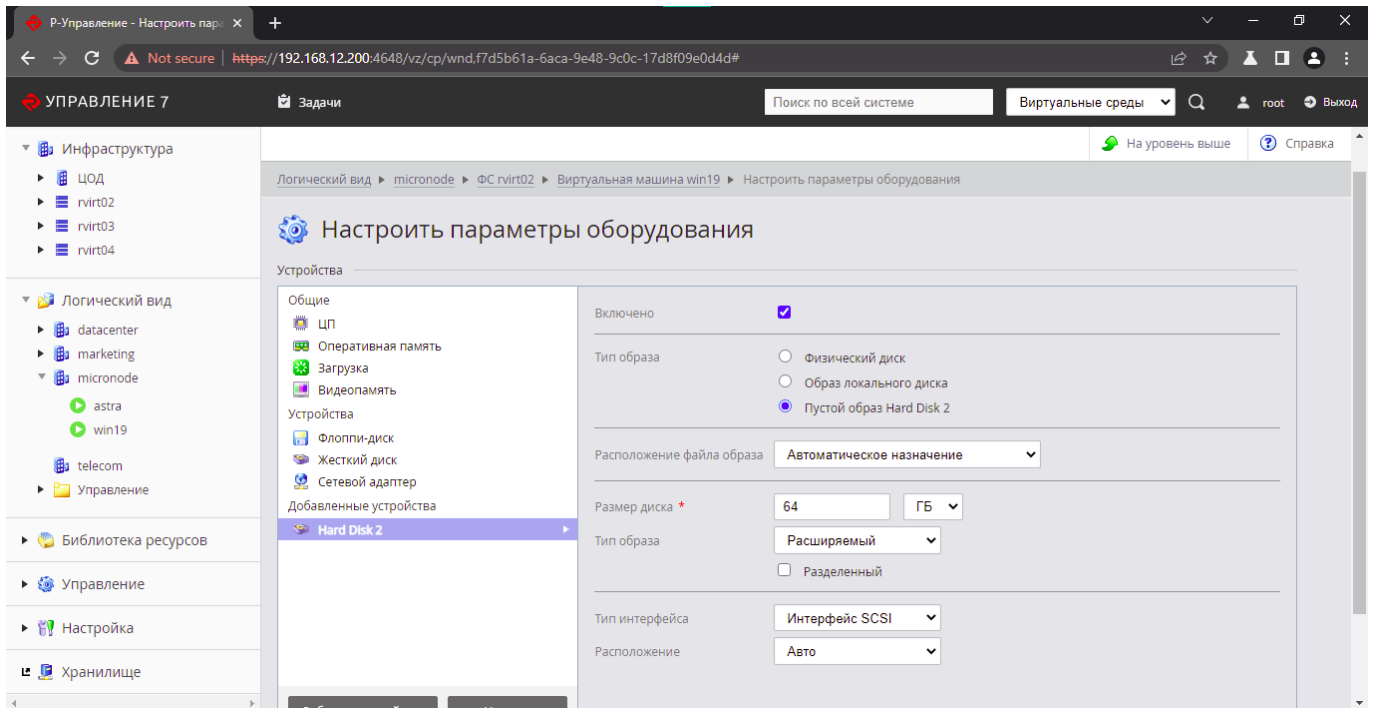 Р-Управление - Настроить пара
Not secure | https://192.168.12.200:4648/vz/cp/wnd,f7d5b61a-6aca-9e48-9c0c-17d8f09e0d4d#
УПРАВЛЕНИЕ 7
Задачи
Поиск по всей системе
Виртуальные среды
root
Выход
Инфраструктура
ЦОД
rvirt02
rvirt03
rvirt04
Логический вид
datacenter
marketing
micronode
astra
win19
telecom
Управление
Библиотека ресурсов
Управление
Настройка
Хранилище
На уровень выше
Справка
Логический вид micronode ФС rvirt02 Виртуальная машина win19 Настроить параметры оборудования
Настроить параметры оборудования
Устройства
Общие
ЦП
Оперативная память
Загрузка
Видеопамять
Устройства
Флоппи-диск
Жесткий диск
Сетевой адаптер
Добавленные устройства
Hard Disk 2
Включено
Тип образа
Физический диск
Образ локального диска
Пустой образ Hard Disk 2
Расположение файла образа Автоматическое назначение
Размер диска * 64 ГБ
Тип образа Расширяемый
Разделенный
Тип интерфейса Интерфейс SCSI
Расположение Авто